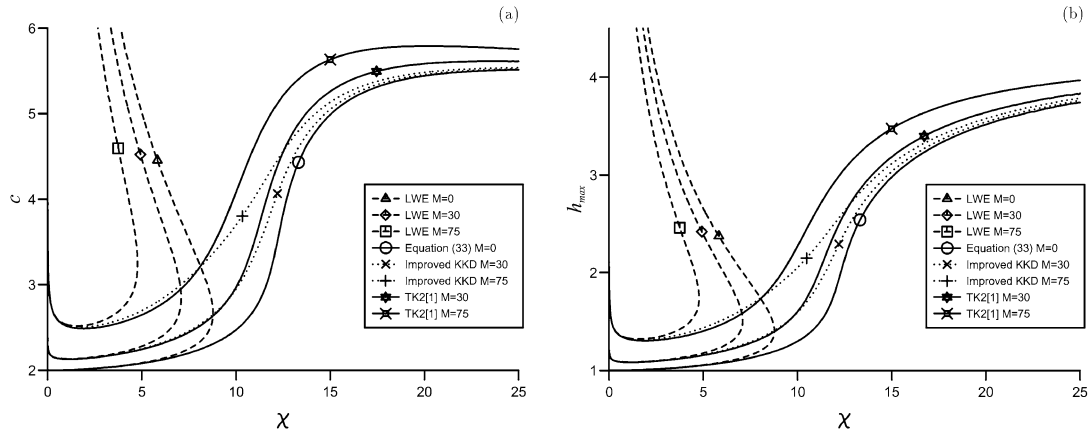 (a)
6
5
4
3
2
c
0 5 10 15 20 25
χ
LWE M=0
LWE M=30
LWE M=75
Equation (33) M=0
Improved KKD M=30
Improved KKD M=75
TK2[1] M=30
TK2[1] M=75
(b)
4
3
2
1
h_max
0 5 10 15 20 25
χ
LWE M=0
LWE M=30
LWE M=75
Equation (33) M=0
Improved KKD M=30
Improved KKD M=75
TK2[1] M=30
TK2[1] M=75